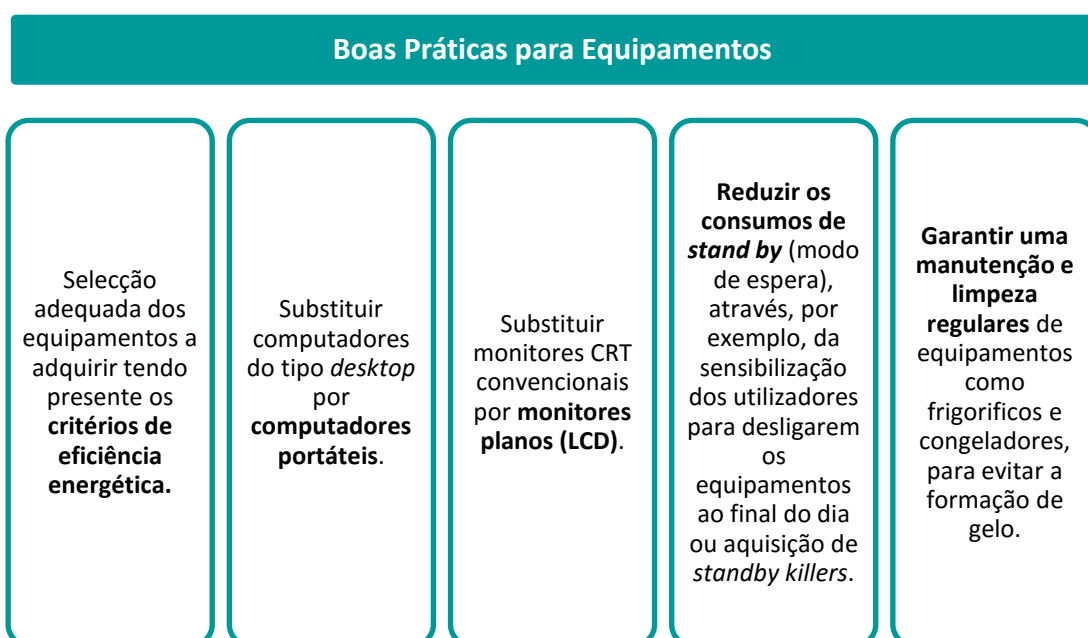 Boas Práticas para Equipamentos
Selecção
adequada dos
equipamentos a
adquirir tendo
presente os
critérios de
eficiência
energética.
Substituir
computadores
do tipo desktop
por
computadores
portáteis.
Substituir
monitores CRT
convencionais
por monitores
planos (LCD).
Reduzir os
consumos de
stand by (modo
de espera),
através, por
exemplo, da
sensibilização
dos utilizadores
para desligarem
os
equipamentos
ao final do dia
ou aquisição de
standby killers.
Garantir uma
manutenção e
limpeza
regulares de
equipamentos
como
frigorificos e
congeladores,
para evitar a
formação de
gelo.